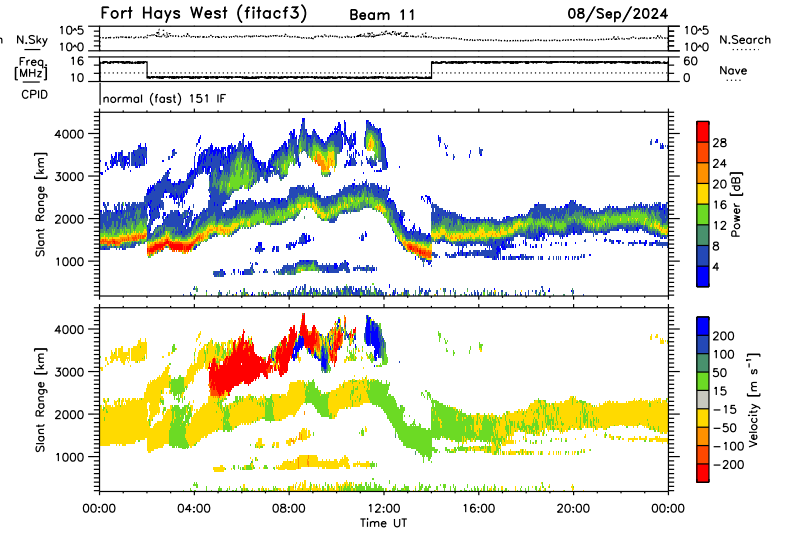 Fort Hays West (fitacf3) Beam 11 08/Sep/2024
N.Sky 10^5 10^5 N.Search
10^0 10^0
Freq. 16 60 Nave
[MHz] 10 0
CPID normal (fast) 151 IF
Slant Range [km]
4000
3000
2000
1000
28
24
20
16
12
8
4
Power [dB]
Slant Range [km]
4000
3000
2000
1000
200
100
50
15
-15
-50
-100
-200
Velocity [m s⁻¹]
00:00 04:00 08:00 12:00 16:00 20:00 00:00
Time UT